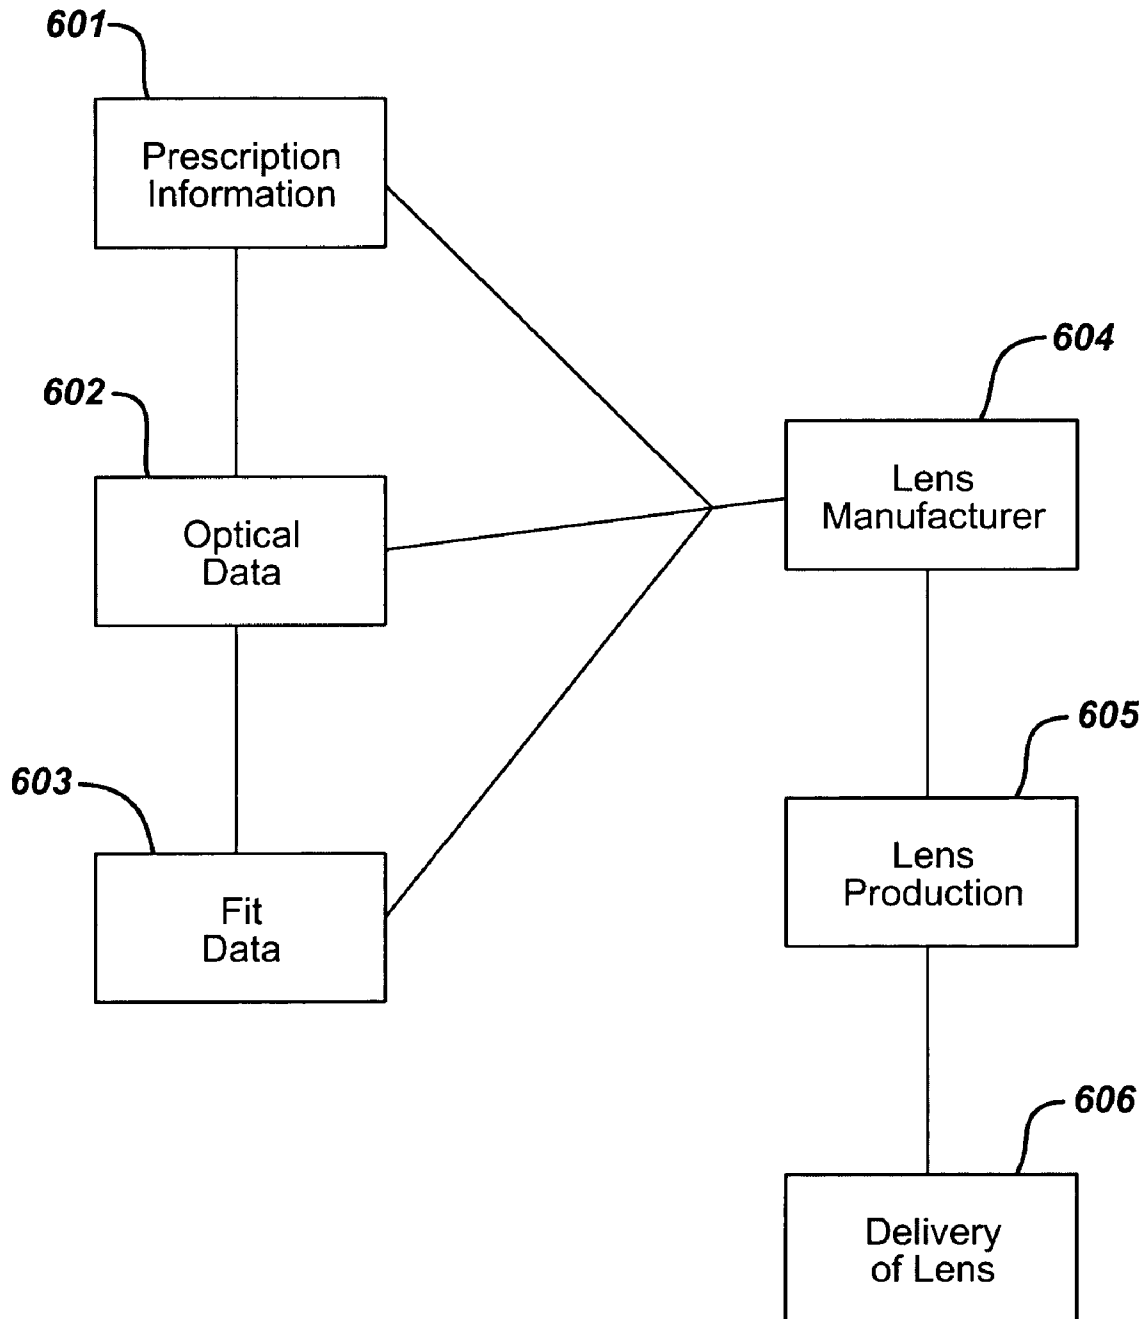 601
Prescription
Information
602
Optical
Data
603
Fit
Data
604
Lens
Manufacturer
605
Lens
Production
606
Delivery
of Lens